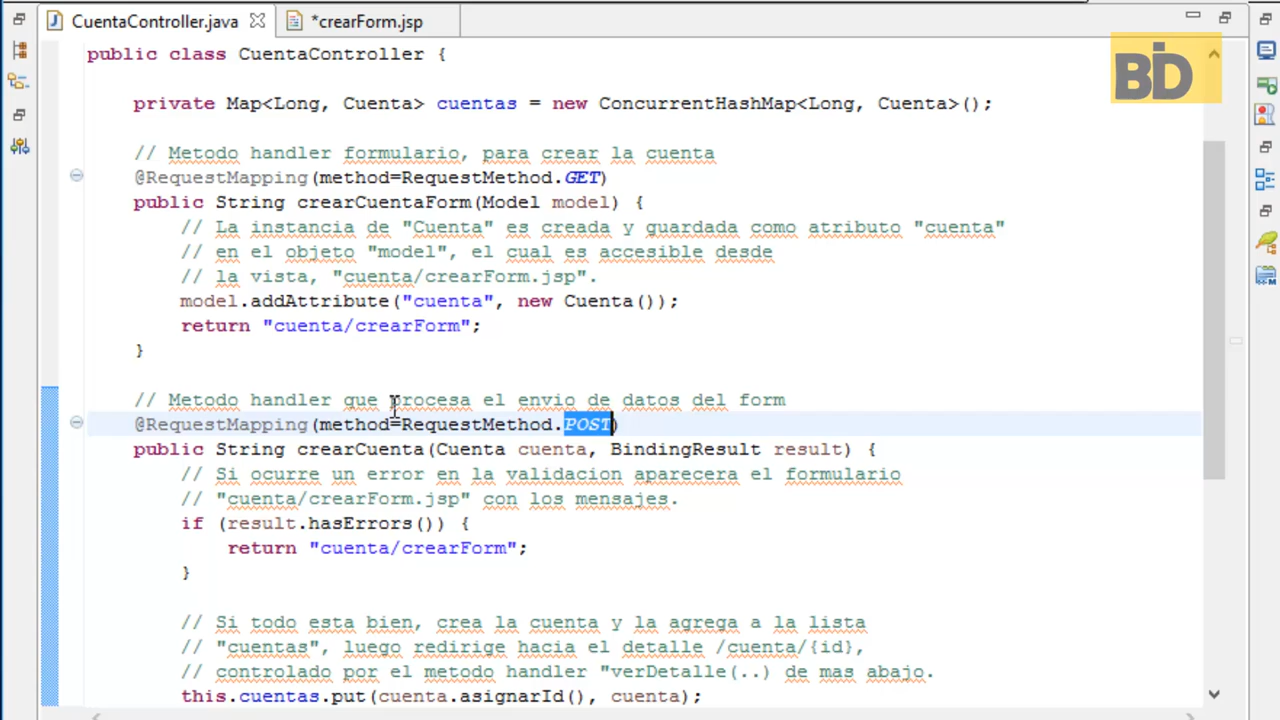 CuentaController.java
*crearForm.jsp
BID
public class CuentaController {
private Map<Long, Cuenta> cuentas = new ConcurrentHashMap<Long, Cuenta>();
// Metodo handler formulario, para crear la cuenta
@RequestMapping(method=RequestMethod.GET)
public String crearCuentaForm(Model model) {
// La instancia de "Cuenta" es creada y guardada como atributo "cuenta"
// en el objeto "model", el cual es accesible desde
// la vista, "cuenta/crearForm.jsp".
model.addAttribute("cuenta", new Cuenta());
return "cuenta/crearForm";
}
// Metodo handler que procesa el envio de datos del form
@RequestMapping(method=RequestMethod.POST)
public String crearCuenta(Cuenta cuenta, BindingResult result) {
// Si ocurre un error en la validacion aparecera el formulario
// "cuenta/crearForm.jsp" con los mensajes.
if (result.hasErrors()) {
return "cuenta/crearForm";
}
// Si todo esta bien, crea la cuenta y la agrega a la lista
// "cuentas", luego redirige hacia el detalle /cuenta/{id},
// controlado por el metodo handler "verDetalle(..) de mas abajo.
this.cuentas.put(cuenta.asignarId(), cuenta);